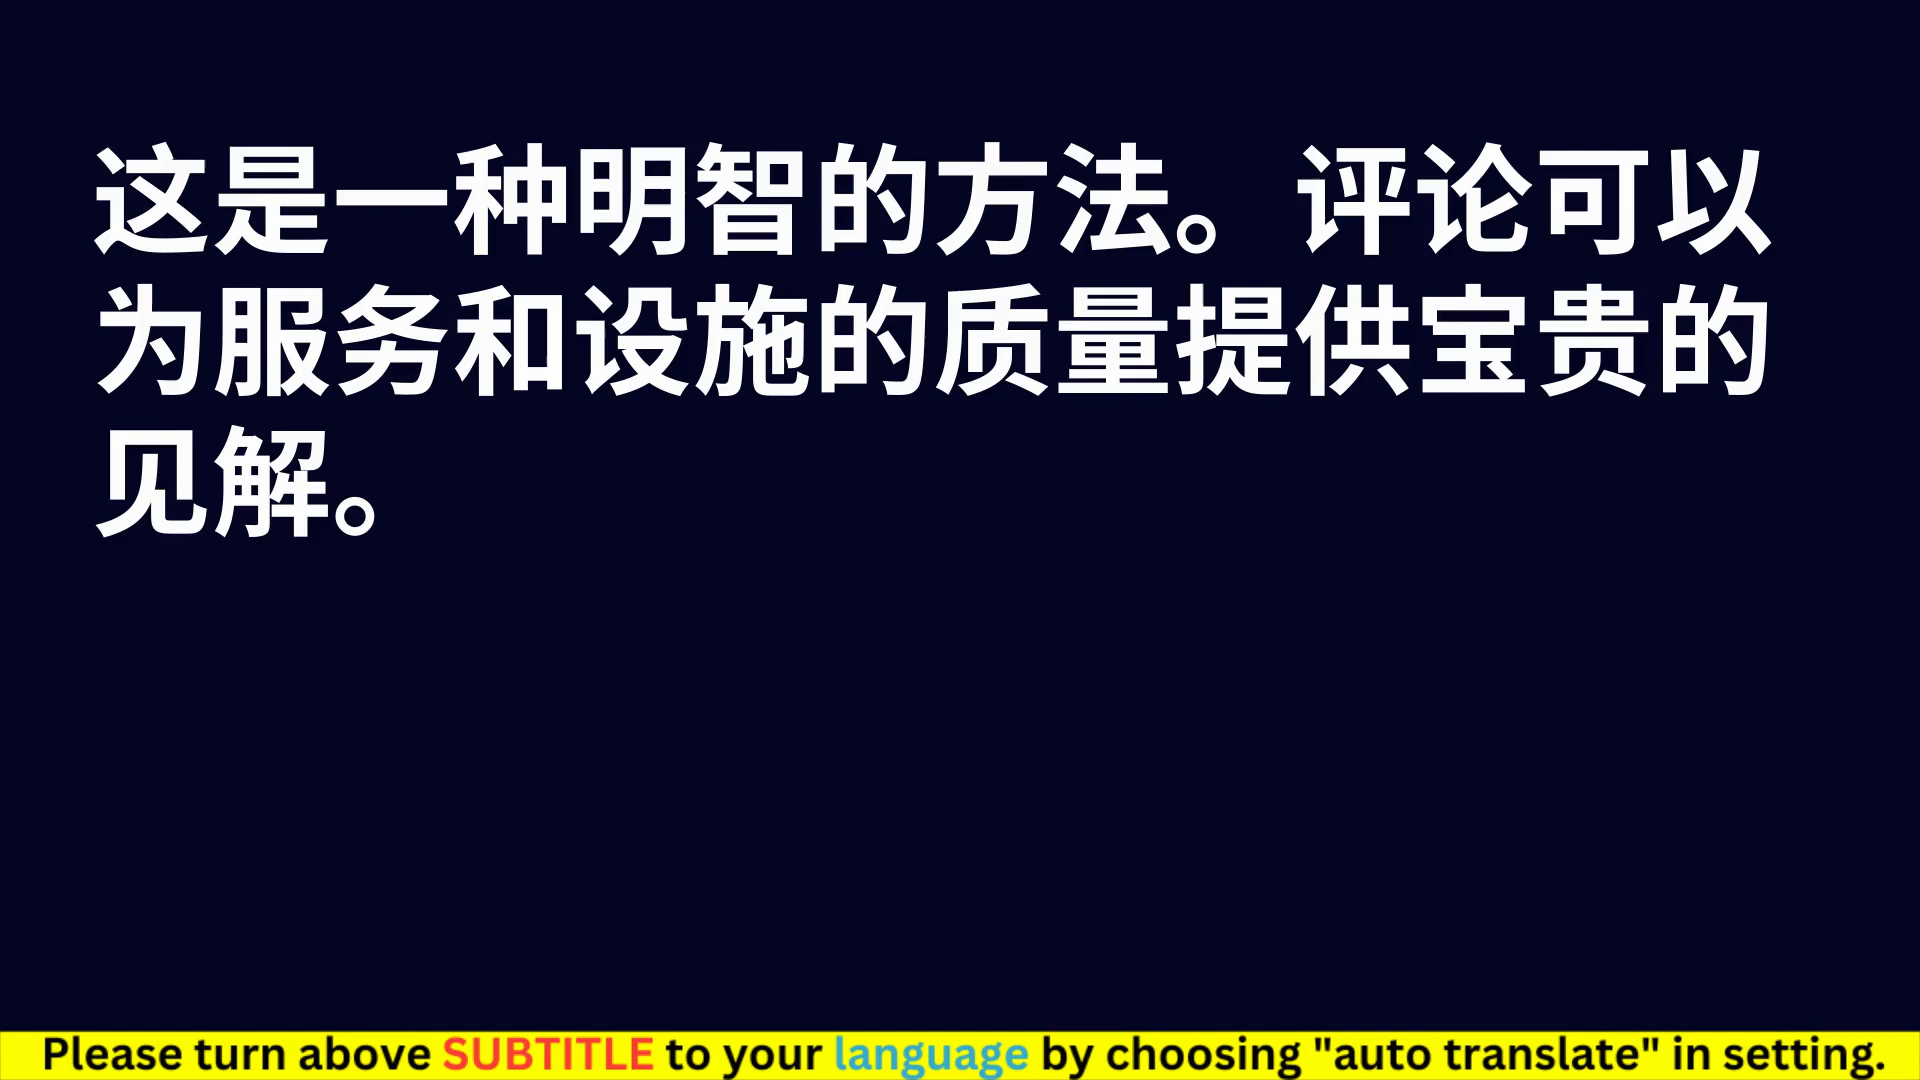 这是一种明智的方法。评论可以
为服务和设施的质量提供宝贵的
见解。
Please turn above SUBTITLE to your language by choosing "auto translate" in setting.